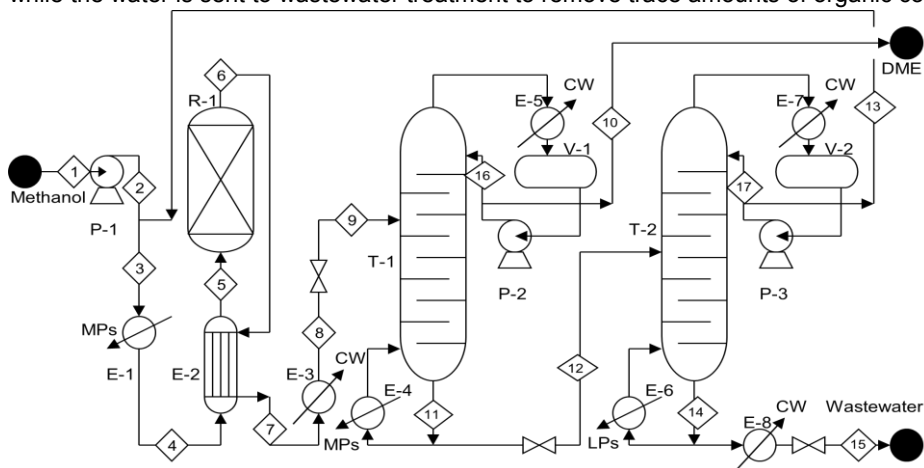 while the water is sent to wastewater treatment to remove trace amounts of organic co
6
R-1
E-5
CW
10
E-7
CW
DME
13
1
2
V-1
V-2
Methanol
16
17
P-1
9
T-1
T-2
3
5
P-2
P-3
MPs
8
12
E-1
E-2
E-3
CW
E-4
E-6
CW
Wastewater
4
7
MPs
11
LPs
14
E-8
15